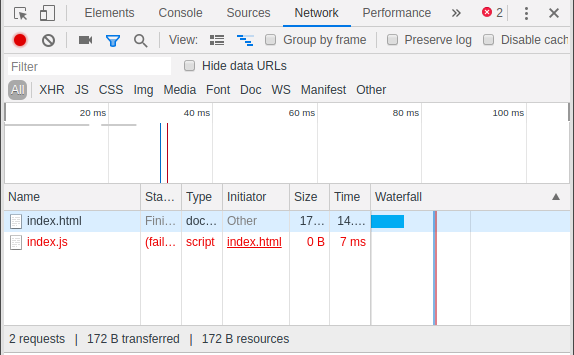 Elements Console Sources Network Performance » 2
View: Group by frame Preserve log Disable cach
Filter Hide data URLs
All XHR JS CSS Img Media Font Doc WS Manifest Other
20 ms 40 ms 60 ms 80 ms 100 ms
Name Sta… Type Initiator Size Time Waterfall
index.html Fini… doc… Other 17… 14.…
index.js (fail… script index.html 0 B 7 ms
2 requests | 172 B transferred | 172 B resources